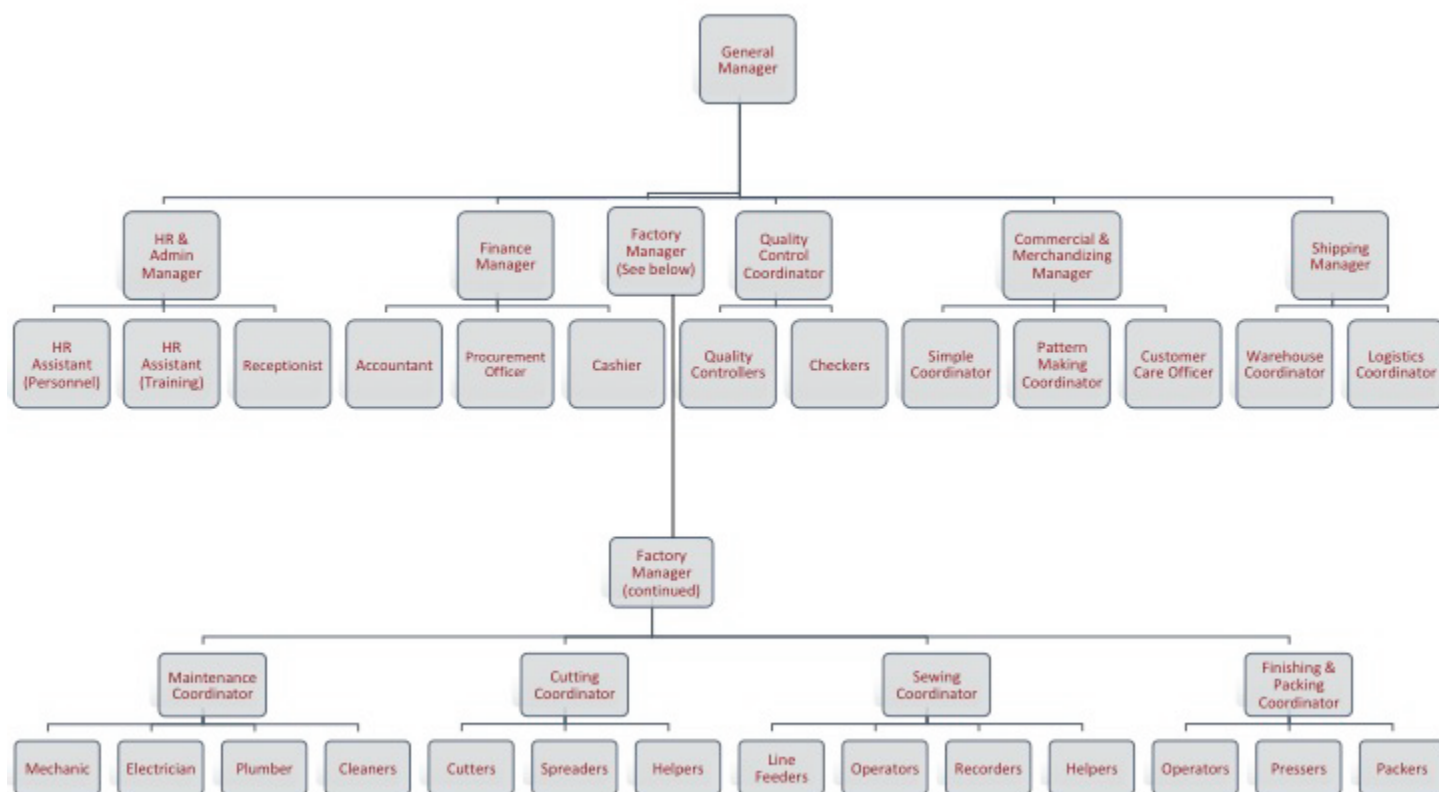 General
Manager
HR &
Admin
Manager
Finance
Manager
Factory
Manager
(See below)
Quality
Control
Coordinator
Commercial &
Merchandizing
Manager
Shipping
Manager
HR
Assistant
(Personnel)
HR
Assistant
(Training)
Receptionist
Accountant
Procurement
Officer
Cashier
Quality
Controllers
Checkers
Simple
Coordinator
Pattern
Making
Coordinator
Customer
Care Officer
Warehouse
Coordinator
Logistics
Coordinator
Factory
Manager
(continued)
Maintenance
Coordinator
Cutting
Coordinator
Sewing
Coordinator
Finishing &
Packing
Coordinator
Mechanic
Electrician
Plumber
Cleaners
Cutters
Spreaders
Helpers
Line
Feeders
Operators
Recorders
Helpers
Operators
Pressers
Packers